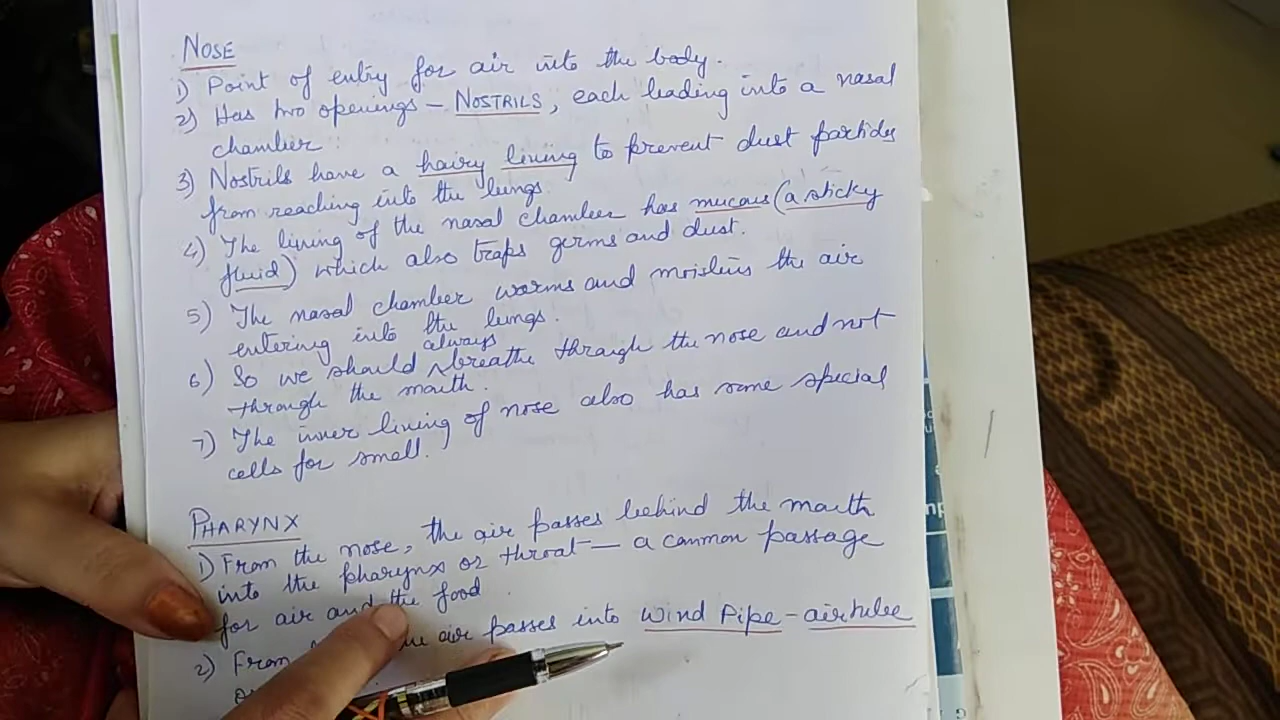 NOSE
1) Point of entry for air into the body.
2) Has two openings – NOSTRILS, each leading into a nasal
chamber.
3) Nostrils have a hairy lining to prevent dust particles
from reaching into the lungs.
4) The lining of the nasal chamber has mucous (a sticky
fluid) which also traps germs and dust.
5) The nasal chamber warms and moistens the air
entering into the lungs.
always
6) So we should breathe through the nose and not
through the mouth.
7) The inner lining of nose also has some special
cells for smell.
PHARYNX
1) From the nose, the air passes behind the mouth
into the pharynx or throat – a common passage
for air and the food.
2) From air passes into Wind Pipe – air tube